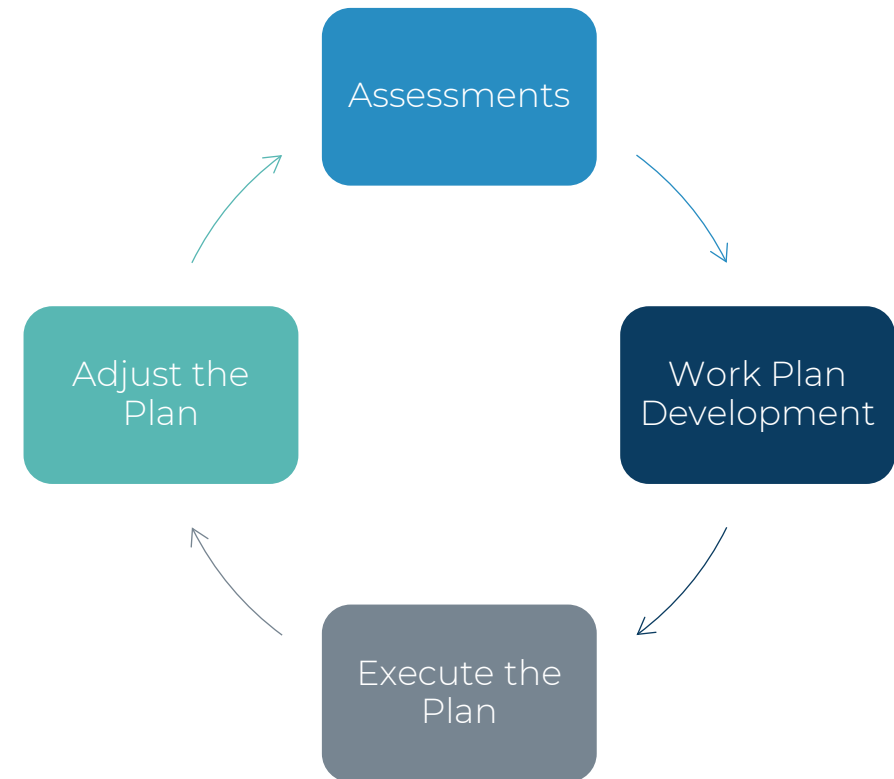 Assessments
Work Plan
Development
Execute the
Plan
Adjust the
Plan